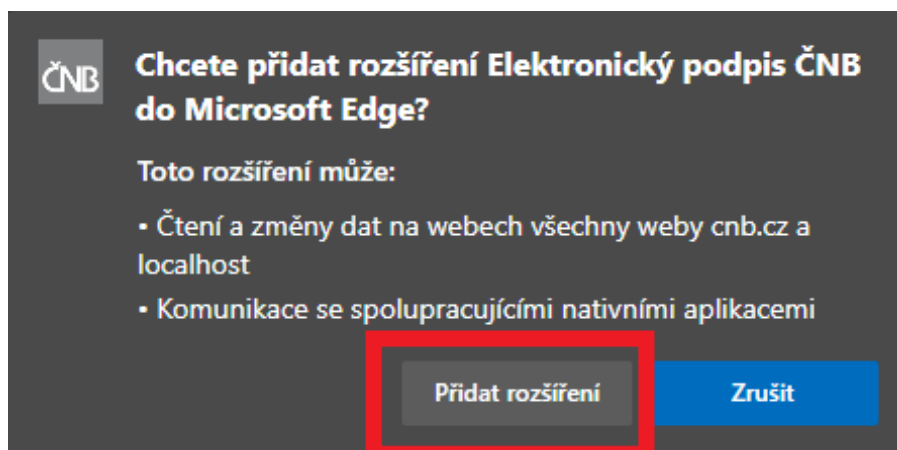 ČNB
Chcete přidat rozšíření Elektronický podpis ČNB
do Microsoft Edge?
Toto rozšíření může:
• Čtení a změny dat na webech všechny weby cnb.cz a
localhost
• Komunikace se spolupracujícími nativními aplikacemi
Přidat rozšíření
Zrušit